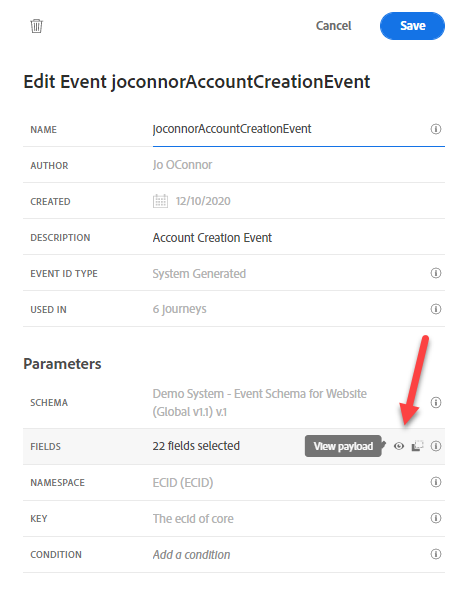 Cancel
Save
Edit Event joconnorAccountCreationEvent
NAME
joconnorAccountCreationEvent
AUTHOR
Jo OConnor
CREATED
12/10/2020
DESCRIPTION
Account Creation Event
EVENT ID TYPE
System Generated
USED IN
6 journeys
Parameters
SCHEMA
Demo System - Event Schema for Website
(Global v1.1) v.1
FIELDS
22 fields selected
View payload
NAMESPACE
ECID (ECID)
KEY
The ecid of core
CONDITION
Add a condition